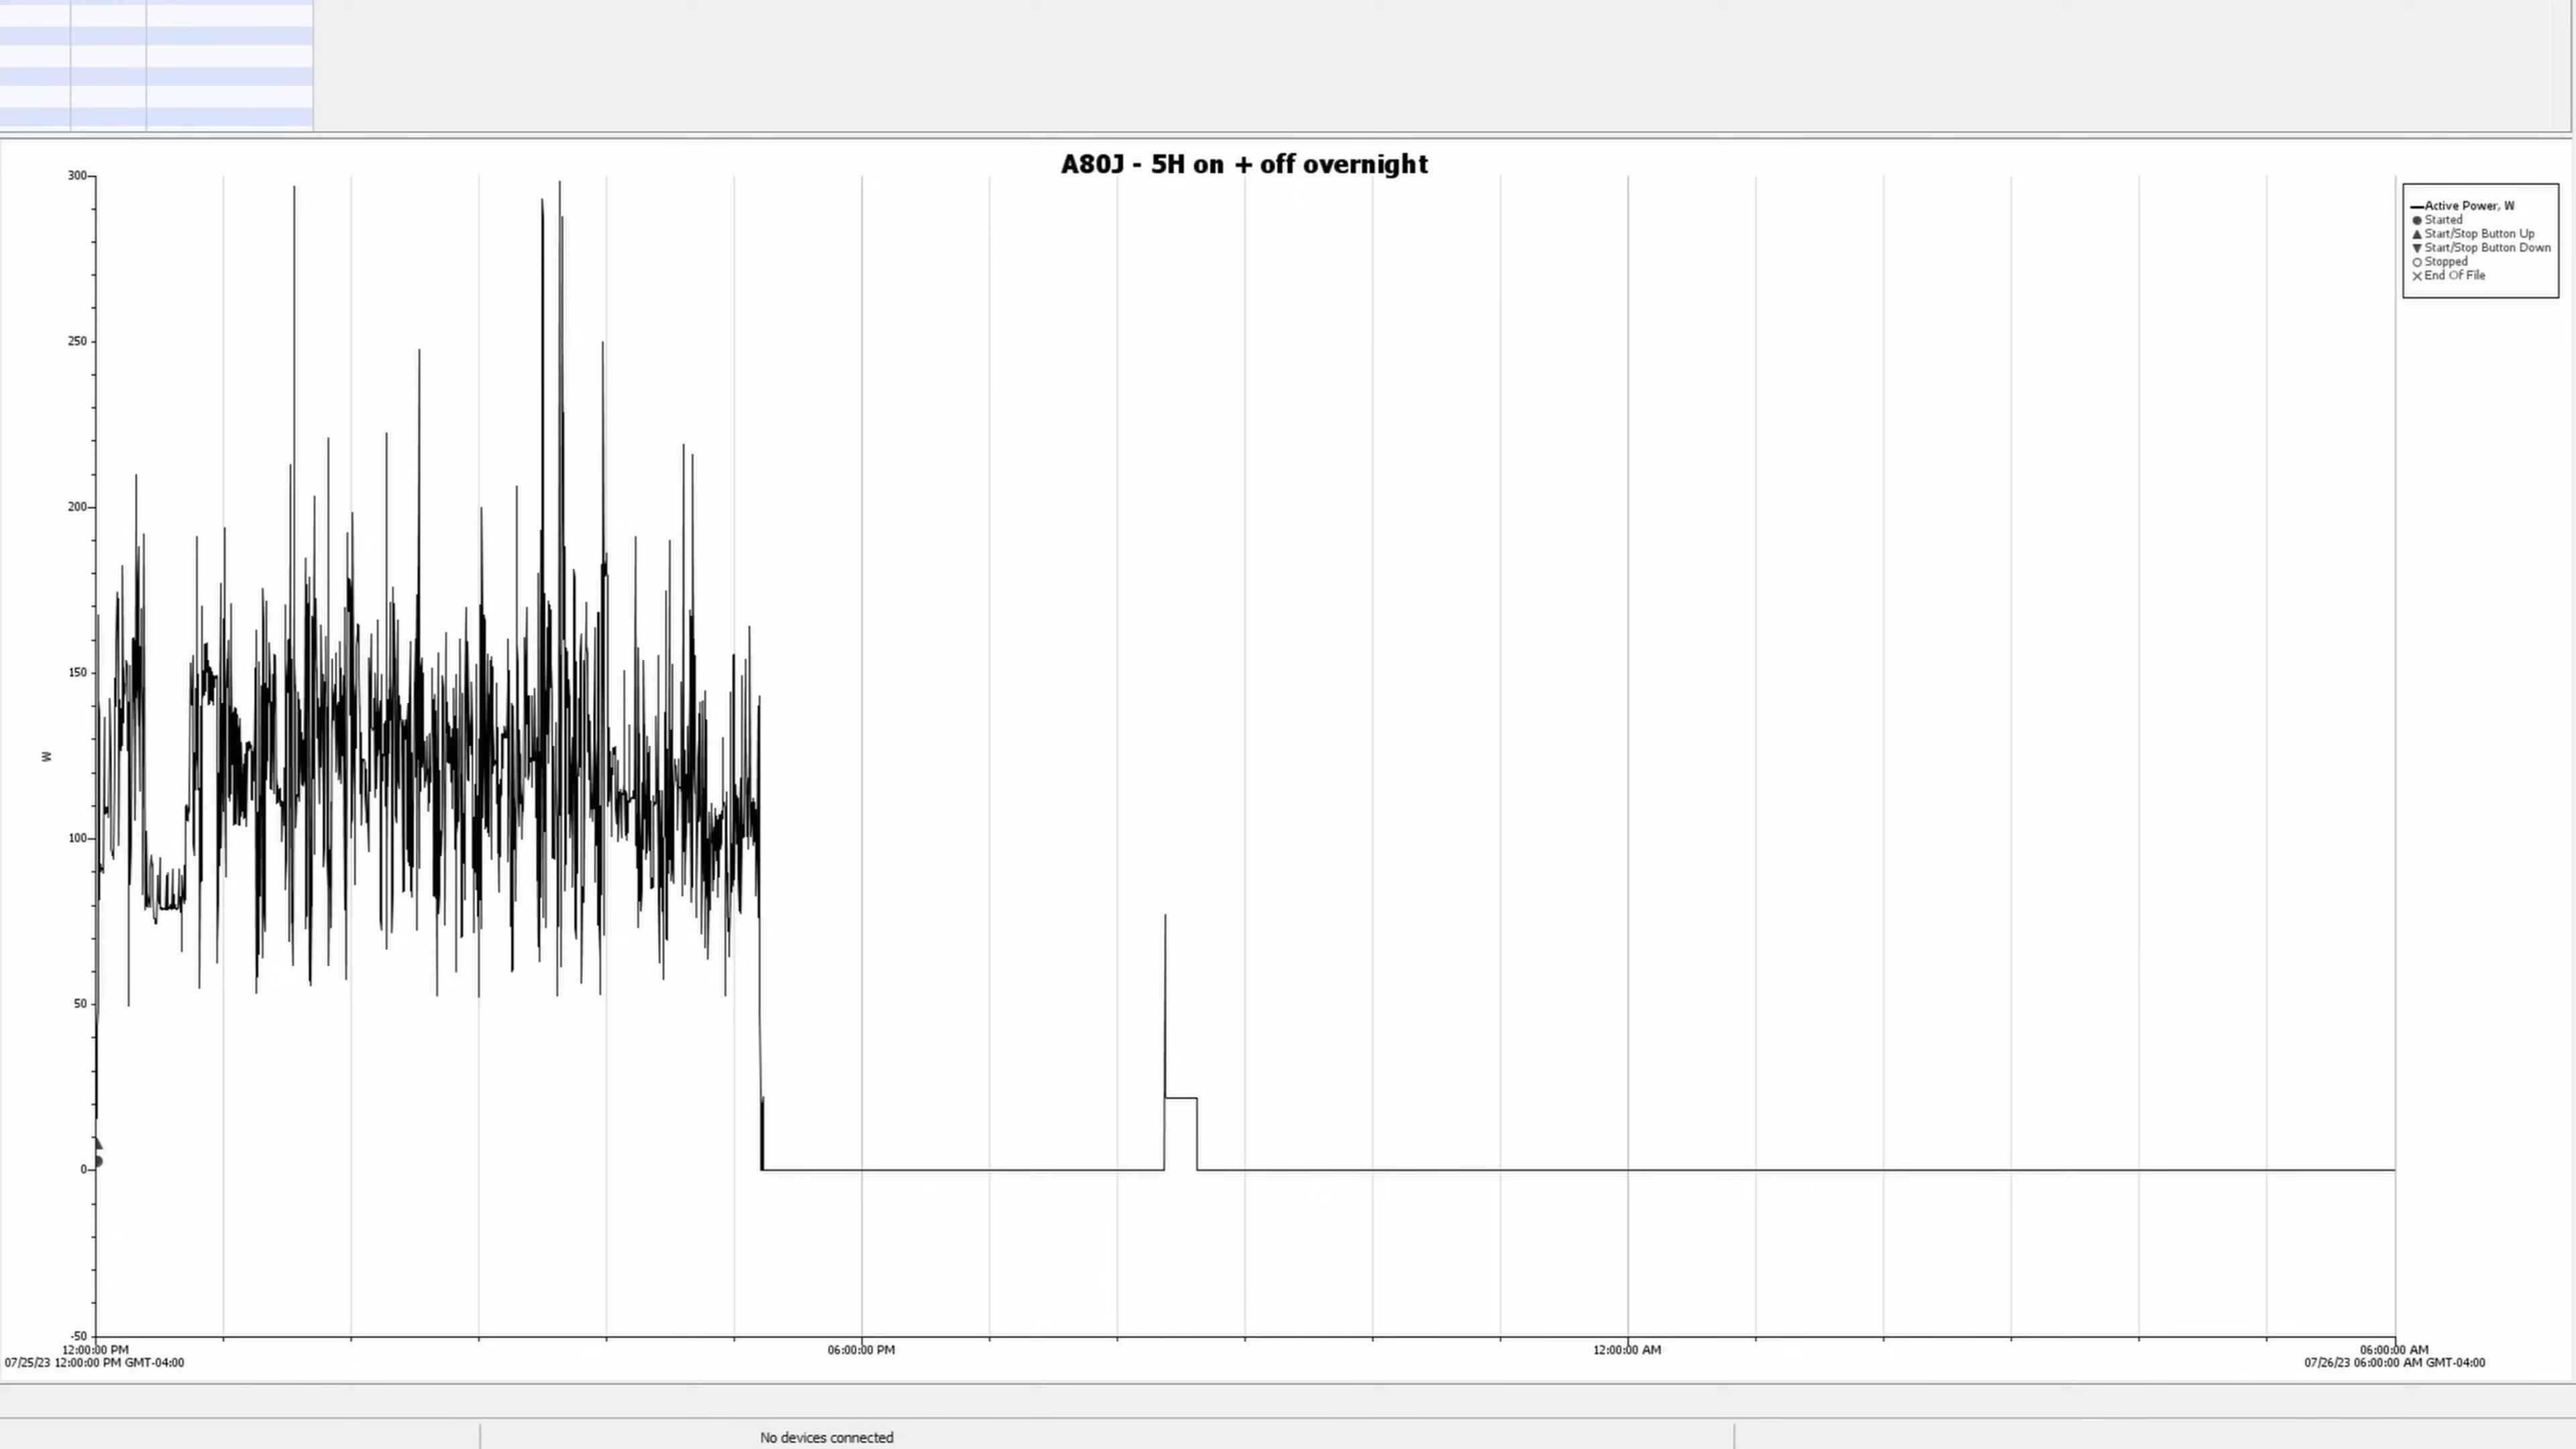 A80J - 5H on + off overnight
300
250
200
150
100
50
0
-50
W
Active Power, W
Started
Start/Stop Button Up
Start/Stop Button Down
Stopped
End Of File
12:00:00 PM
06:00:00 PM
12:00:00 AM
06:00:00 AM
07/25/23 12:00:00 PM GMT-04:00
07/26/23 06:00:00 AM GMT-04:00
No devices connected